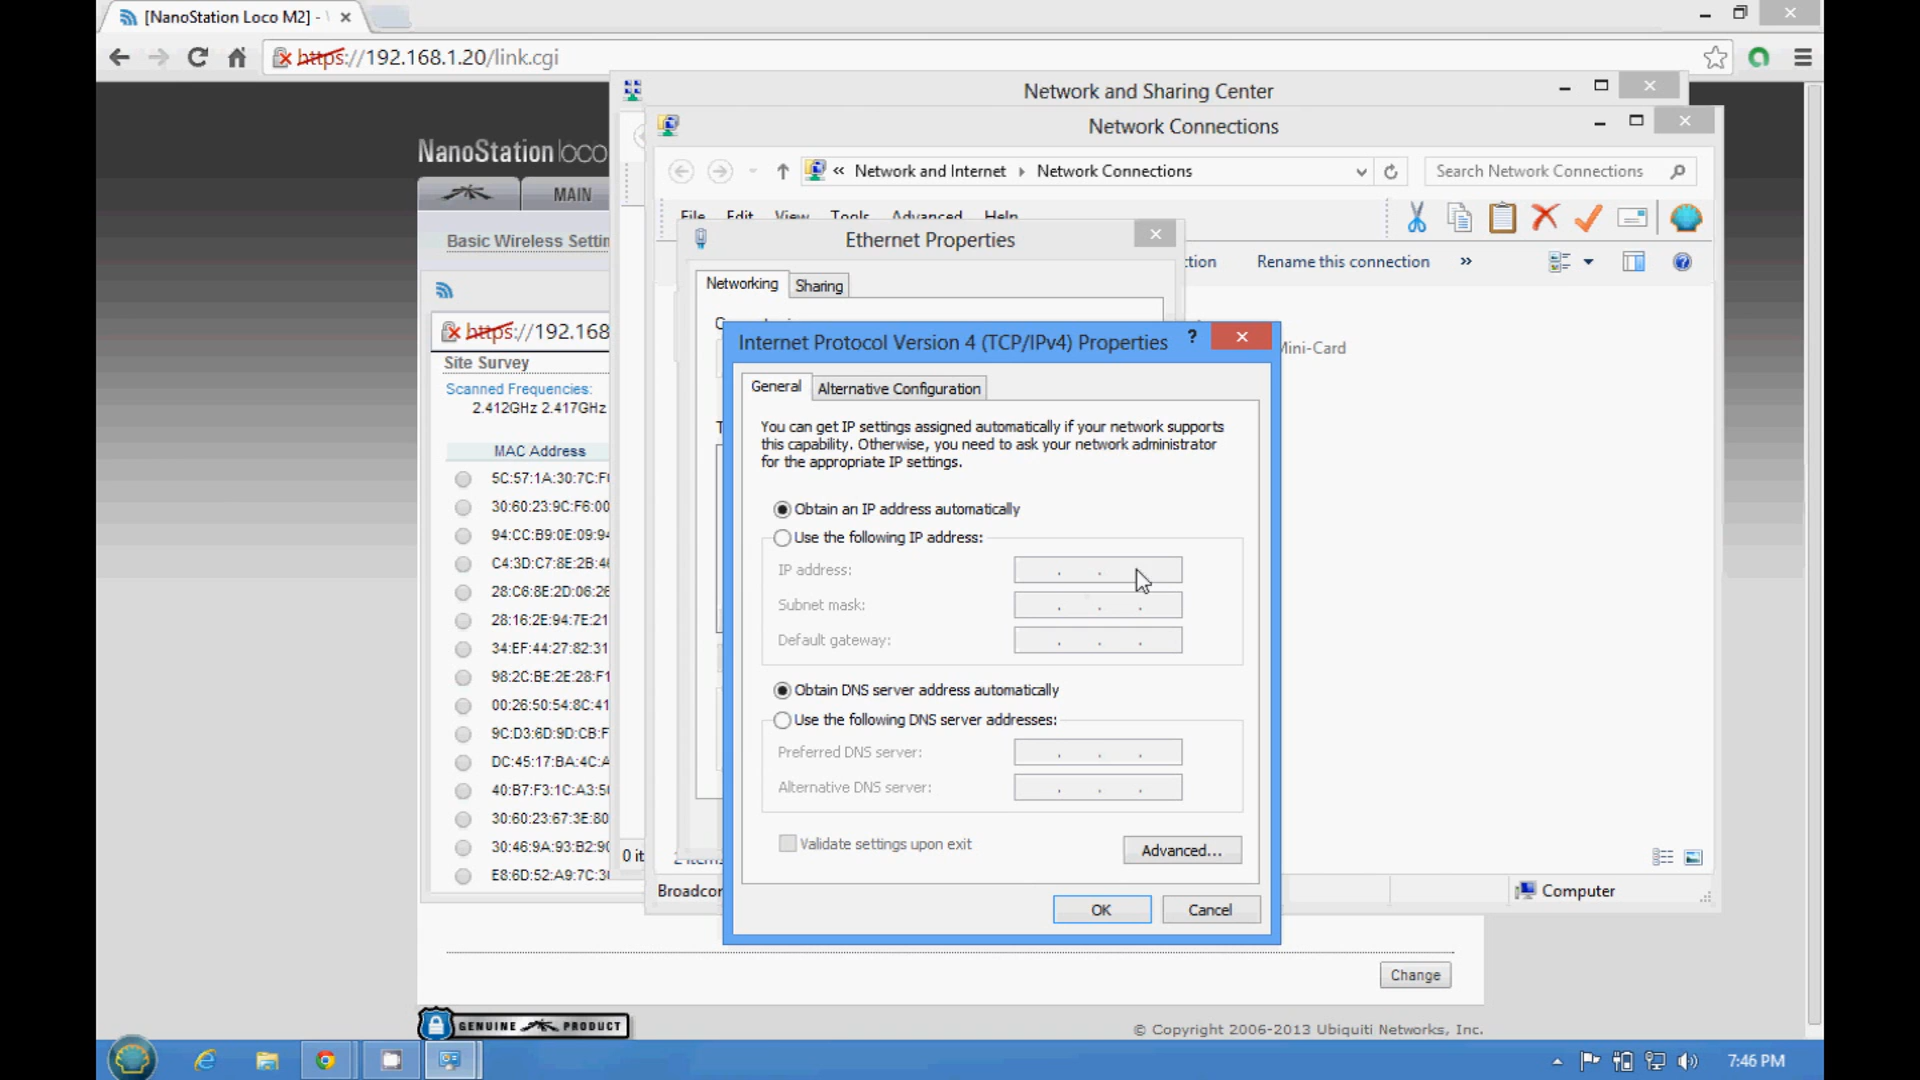 [NanoStation Loco M2] -
https://192.168.1.20/link.cgi
Network and Sharing Center
Network Connections
« Network and Internet Network Connections
Search Network Connections
File Edit View Tools Advanced Help
NanoStation loco
MAIN
Ethernet Properties
Basic Wireless Settin
Rename this connection »
Networking Sharing
https://192.168
Internet Protocol Version 4 (TCP/IPv4) Properties ?
Mini-Card
Site Survey
Scanned Frequencies:
2.412GHz 2.417GHz
General Alternative Configuration
You can get IP settings assigned automatically if your network supports
this capability. Otherwise, you need to ask your network administrator
for the appropriate IP settings.
MAC Address
5C:57:1A:30:7C:F
30:60:23:9C:F6:00
94:CC:B9:0E:09:94
C4:3D:C7:8E:2B:46
28:C6:8E:2D:06:26
28:16:2E:94:7E:21
34:EF:44:27:82:31
98:2C:BE:2E:28:F1
00:26:50:54:8C:41
9C:D3:6D:9D:CB:F
DC:45:17:BA:4C:A
40:B7:F3:1C:A3:5
30:60:23:67:3E:80
30:46:9A:93:B2:90
E8:6D:52:A9:7C:3
Obtain an IP address automatically
Use the following IP address:
IP address:
Subnet mask:
Default gateway:
Obtain DNS server address automatically
Use the following DNS server addresses:
Preferred DNS server:
Alternative DNS server:
Validate settings upon exit
Advanced...
0 it
2 items
Broadcor
Computer
OK Cancel
Change
GENUINE PRODUCT
© Copyright 2006-2013 Ubiquiti Networks, Inc.
7:46 PM